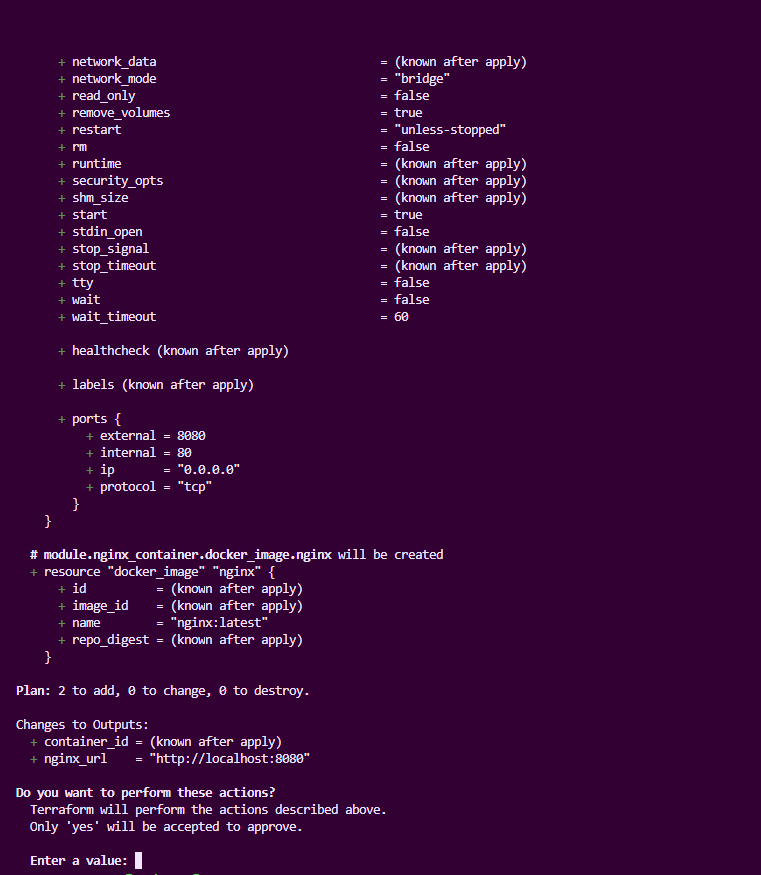 + network_data = (known after apply)
+ network_mode = "bridge"
+ read_only = false
+ remove_volumes = true
+ restart = "unless-stopped"
+ rm = false
+ runtime = (known after apply)
+ security_opts = (known after apply)
+ shm_size = (known after apply)
+ start = true
+ stdin_open = false
+ stop_signal = (known after apply)
+ stop_timeout = (known after apply)
+ tty = false
+ wait = false
+ wait_timeout = 60
+ healthcheck (known after apply)
+ labels (known after apply)
+ ports {
+ external = 8080
+ internal = 80
+ ip = "0.0.0.0"
+ protocol = "tcp"
}
}
# module.nginx_container.docker_image.nginx will be created
+ resource "docker_image" "nginx" {
+ id = (known after apply)
+ image_id = (known after apply)
+ name = "nginx:latest"
+ repo_digest = (known after apply)
}
Plan: 2 to add, 0 to change, 0 to destroy.
Changes to Outputs:
+ container_id = (known after apply)
+ nginx_url = "http://localhost:8080"
Do you want to perform these actions?
Terraform will perform the actions described above.
Only 'yes' will be accepted to approve.
Enter a value: